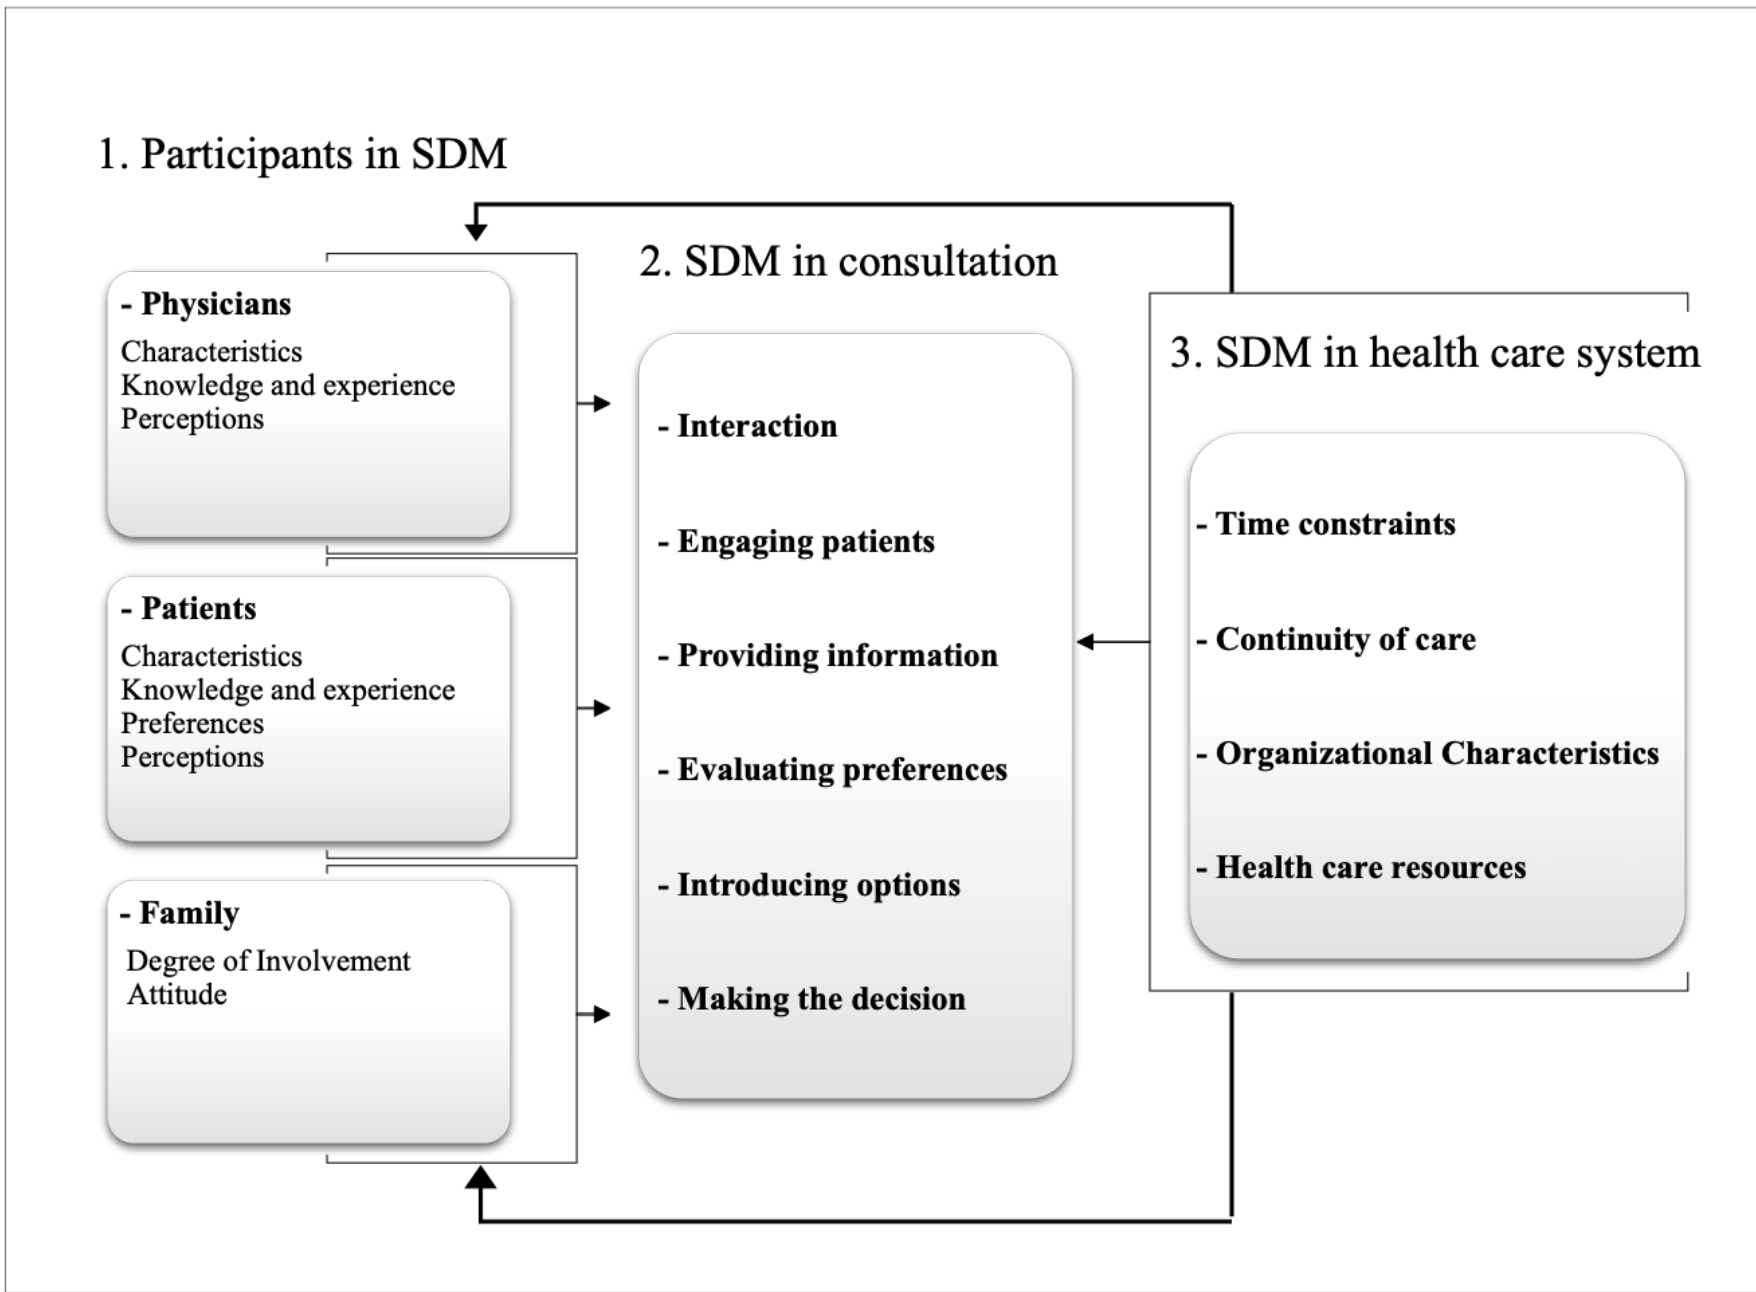 1. Participants in SDM
- Physicians
Characteristics
Knowledge and experience
Perceptions
- Patients
Characteristics
Knowledge and experience
Preferences
Perceptions
- Family
Degree of Involvement
Attitude
2. SDM in consultation
- Interaction
- Engaging patients
- Providing information
- Evaluating preferences
- Introducing options
- Making the decision
3. SDM in health care system
- Time constraints
- Continuity of care
- Organizational Characteristics
- Health care resources